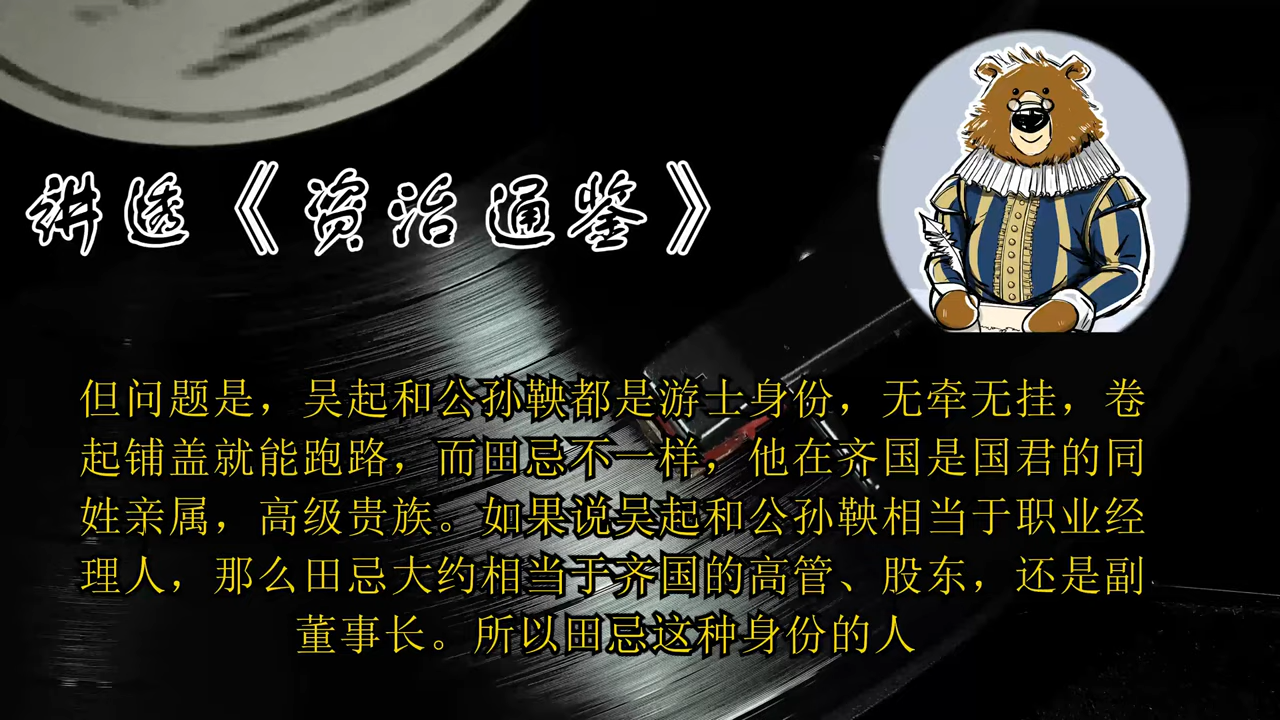 讲透《资治通鉴》
但问题是，吴起和公孙鞅都是游士身份，无牵无挂，卷
起铺盖就能跑路，而田忌不一样，他在齐国是国君的同
姓亲属，高级贵族。如果说吴起和公孙鞅相当于职业经
理人，那么田忌大约相当于齐国的高管、股东，还是副
董事长。所以田忌这种身份的人